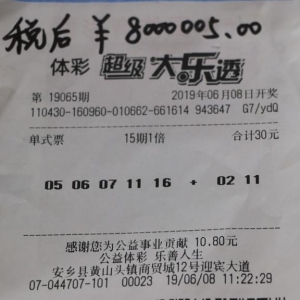 税后￥8000005.00
体彩 超级大乐透
第 19065期 2019年06月08日开奖
110430-160960-010662-661614 943647 G7/ydQ
单式票 15期1倍 合计30元
05 06 07 11 16 + 02 11
感谢您为公益事业贡献 10.80元
公益体彩 乐善人生
安乡县黄山头镇商贸城12号迎宾大道
07-044707-101 00023 19/06/08 11:22:29